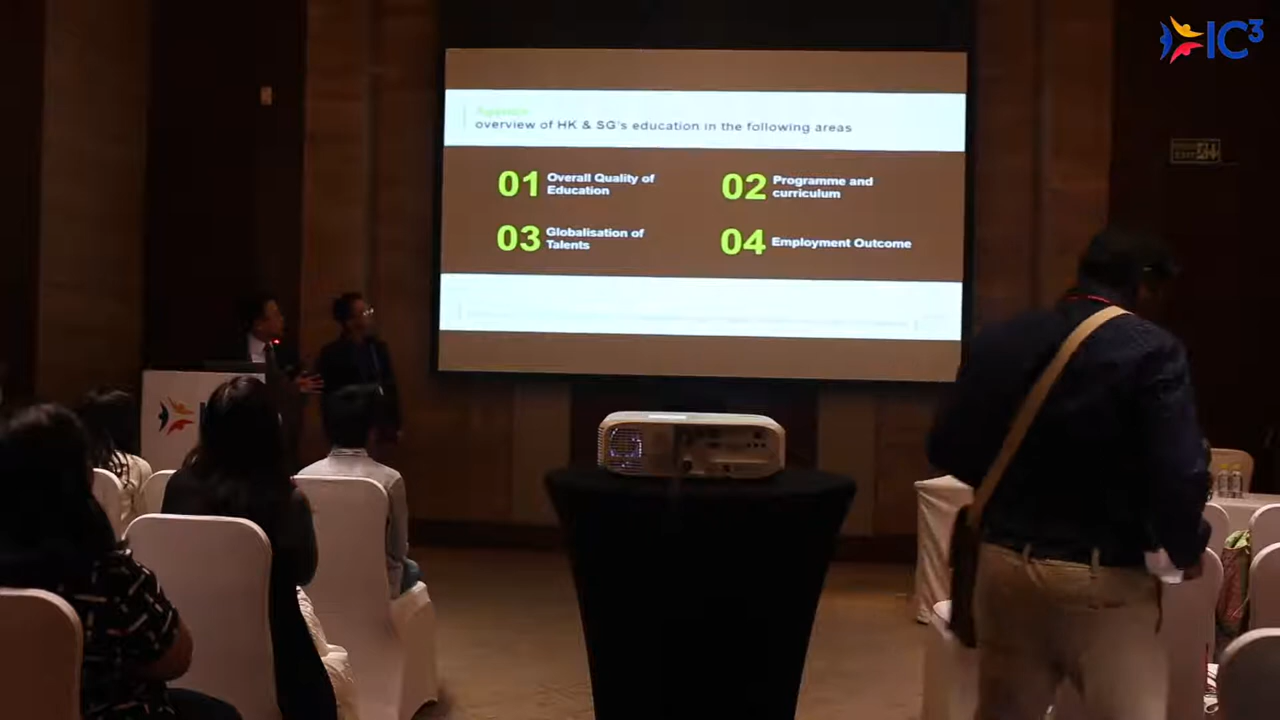 IC³
overview of HK & SG's education in the following areas
01 Overall Quality of
Education
02 Programme and
curriculum
03 Globalisation of
Talents
04 Employment Outcome